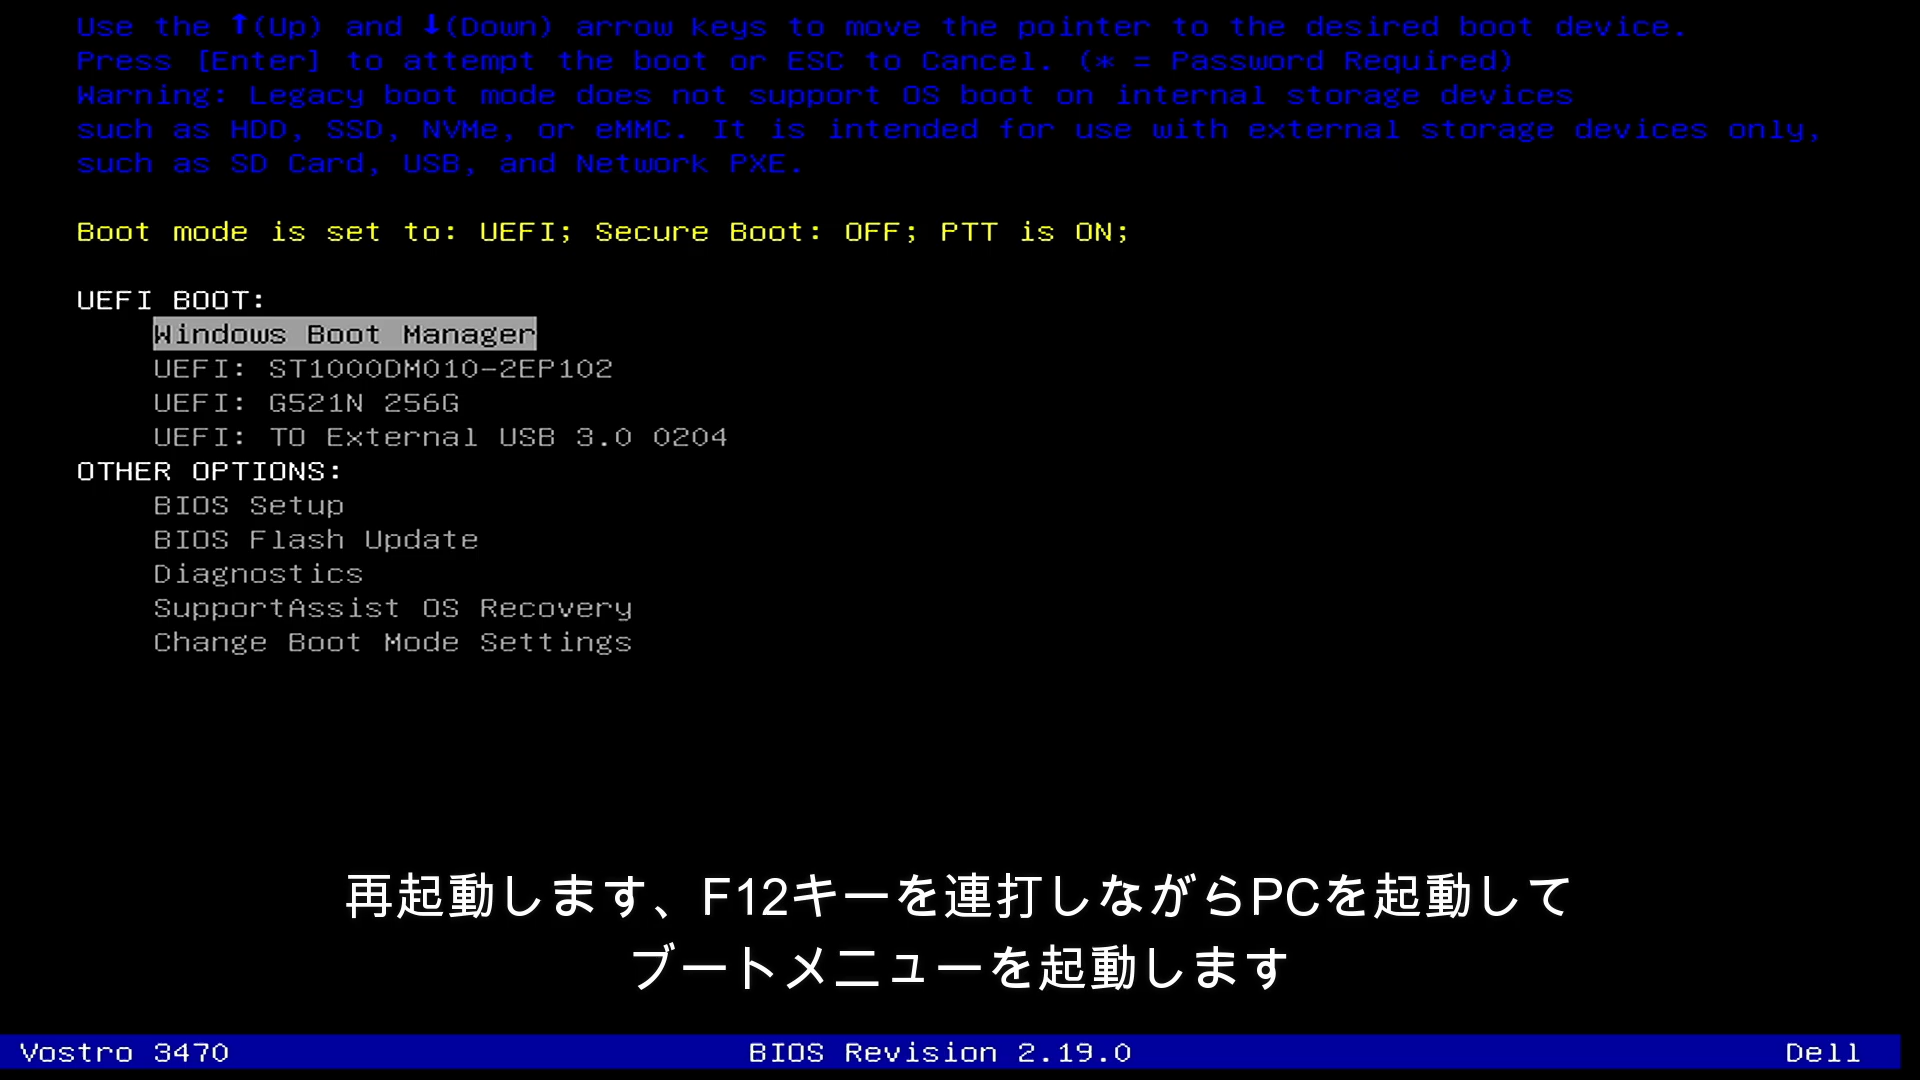 Use the ↑(Up) and ↓(Down) arrow keys to move the pointer to the desired boot device.
Press [Enter] to attempt the boot or ESC to Cancel. (* = Password Required)
Warning: Legacy boot mode does not support OS boot on internal storage devices
such as HDD, SSD, NVMe, or eMMC. It is intended for use with external storage devices only,
such as SD Card, USB, and Network PXE.
Boot mode is set to: UEFI; Secure Boot: OFF; PTT is ON;
UEFI BOOT:
Windows Boot Manager
UEFI: ST1000DM010-2EP102
UEFI: G521N 256G
UEFI: TO External USB 3.0 0204
OTHER OPTIONS:
BIOS Setup
BIOS Flash Update
Diagnostics
SupportAssist OS Recovery
Change Boot Mode Settings
再起動します、F12キーを連打しながらPCを起動して
ブートメニューを起動します
Vostro 3470 BIOS Revision 2.19.0 Dell